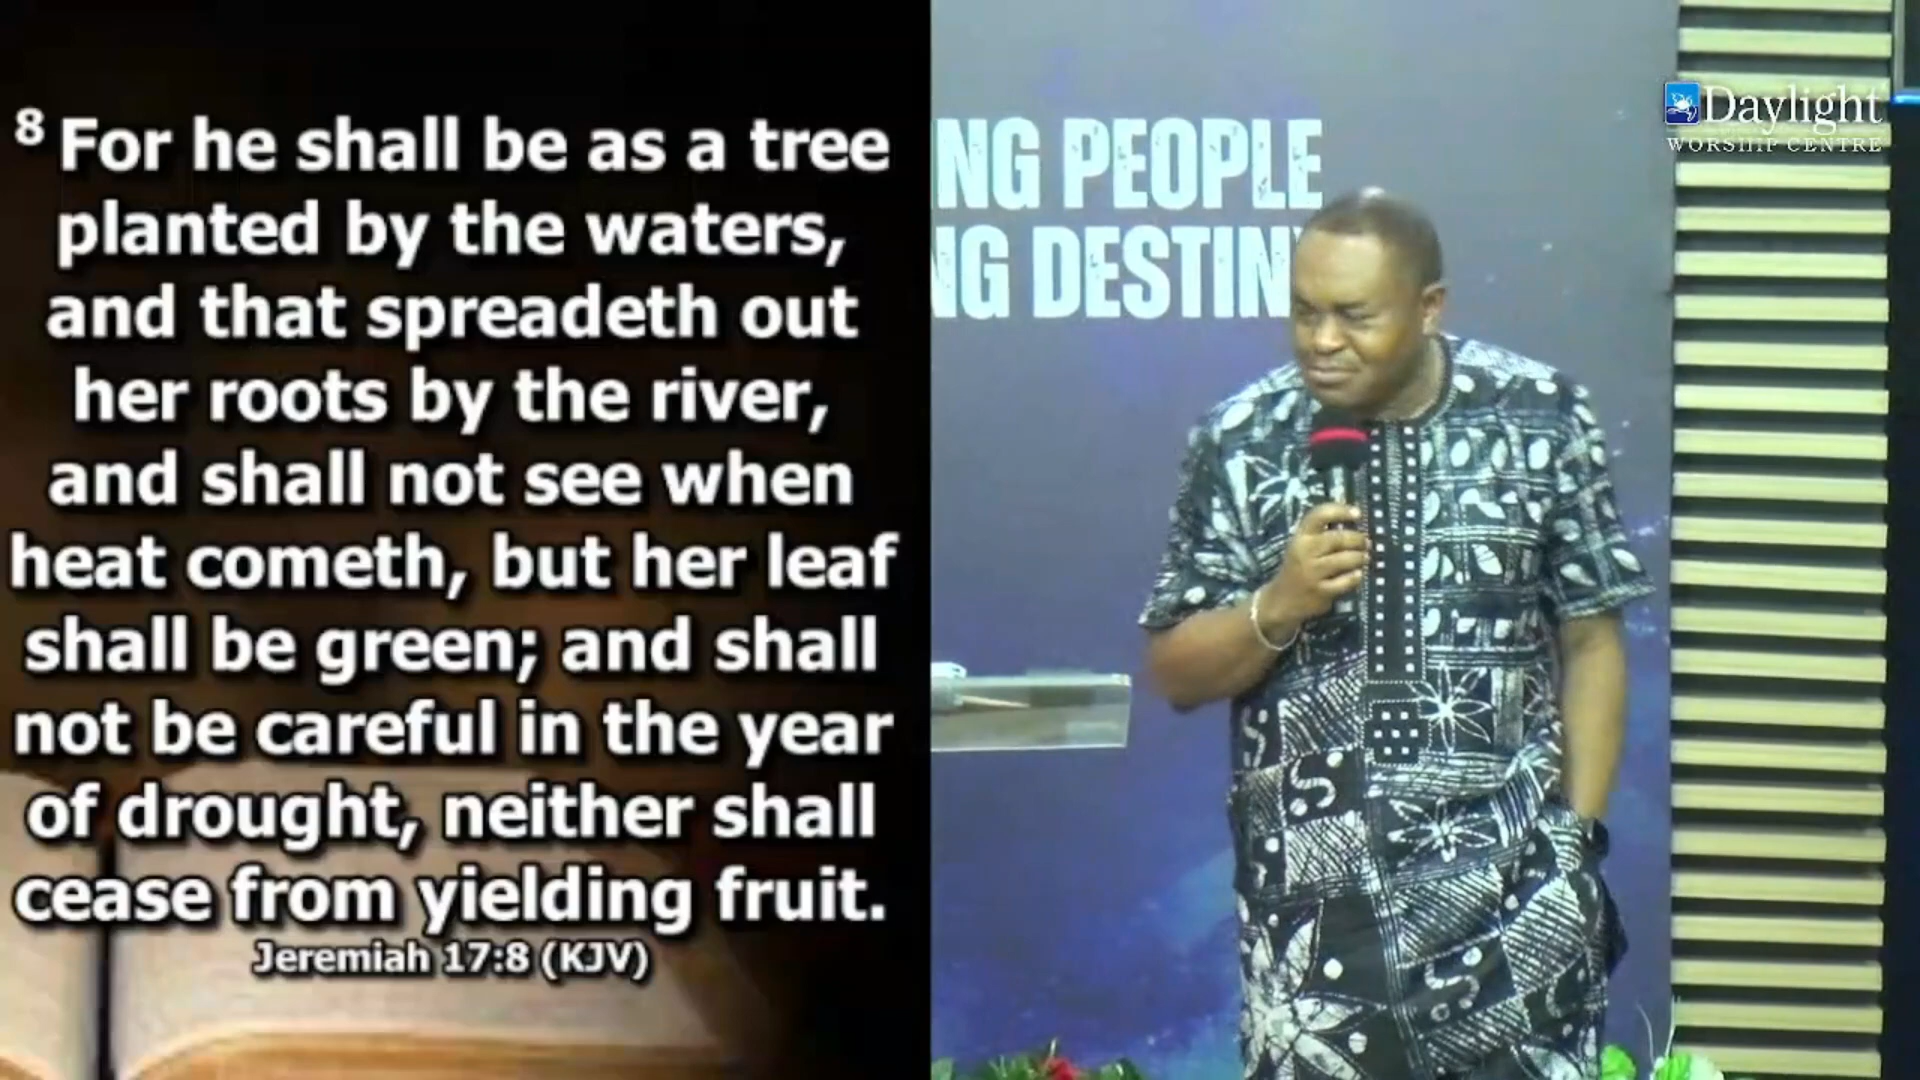 8 For he shall be as a tree
planted by the waters,
and that spreadeth out
her roots by the river,
and shall not see when
heat cometh, but her leaf
shall be green; and shall
not be careful in the year
of drought, neither shall
cease from yielding fruit.
Jeremiah 17:8 (KJV)
NG PEOPLE
NG DESTIN
Daylight
WORSHIP CENTRE